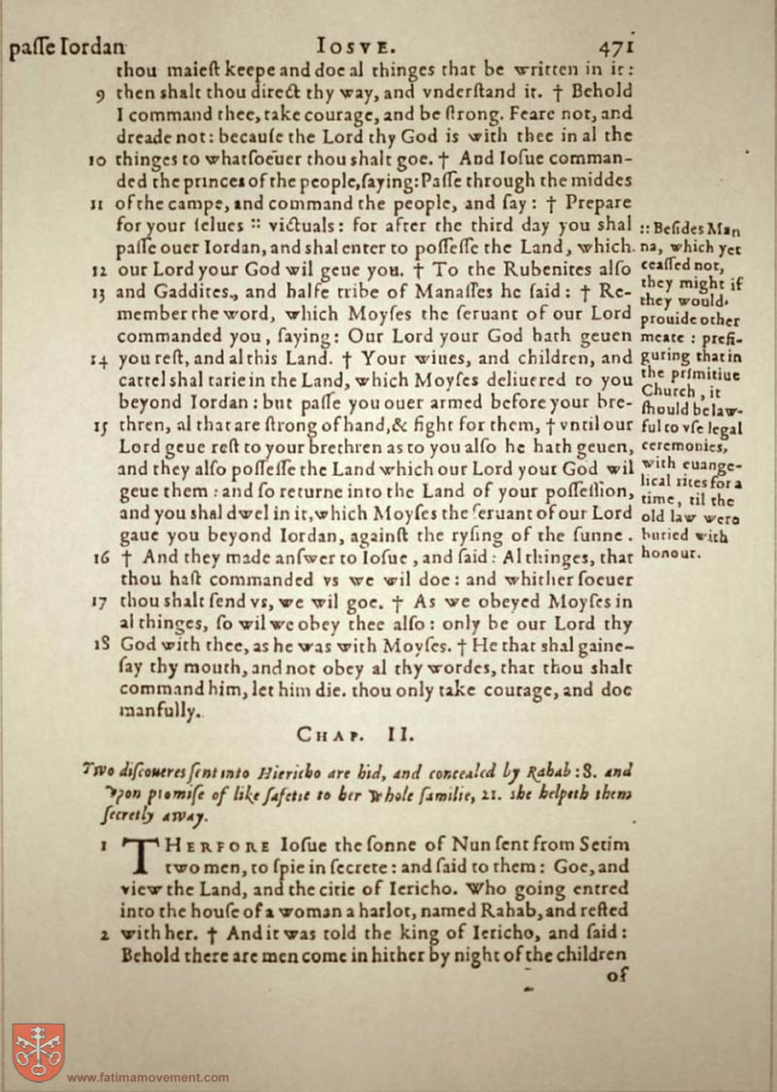 paſſe Iordan IOSVE. 471
thou maieſt keepe and doe al thinges that be written in it:
9 then shalt thou direct thy way, and vnderſtand it. † Behold
I command thee, take courage, and be ſtrong. Feare not, and
dreade not: becauſe the Lord thy God is with thee in al the
10 thinges to whatſoeuer thou shalt goe. † And Ioſue comman-
ded the princes of the people, ſaying: Paſſe through the middes
11 of the campe, and command the people, and ſay: † Prepare
for your ſelues :: victuals: for after the third day you shal
paſſe ouer Iordan, and shal enter to poſſeſſe the Land, which
12 our Lord your God wil geue you. † To the Rubenites alſo
13 and Gaddites, and halfe tribe of Manaſſes he ſaid: † Re-
member the word, which Moyſes the ſeruant of our Lord
commanded you, ſaying: Our Lord your God hath geuen
14 you reſt, and al this Land. † Your wiues, and children, and
cattel shal tarie in the Land, which Moyſes deliuered to you
beyond Iordan: but paſſe you ouer armed before your bre-
15 thren, al that are ſtrong of hand, & fight for them, † vntil our
Lord geue reſt to your brethren as to you alſo he hath geuen,
and they alſo poſſeſſe the Land which our Lord your God wil
geue them: and ſo returne into the Land of your poſſeſſion,
and you shal dwel in it, which Moyſes the ſeruant of our Lord
gaue you beyond Iordan, againſt the ryſing of the ſunne.
16 † And they made anſwer to Ioſue, and ſaid: Al thinges, that
thou haſt commanded vs we wil doe: and whither ſoeuer
17 thou shalt ſend vs, we wil goe. † As we obeyed Moyſes in
al thinges, ſo wil we obey thee alſo: only be our Lord thy
18 God with thee, as he was with Moyſes. † He that shal gaine-
ſay thy mouth, and not obey al thy wordes, that thou shalt
command him, let him die. thou only take courage, and doe
manfully.
:: Beſides Man
na, which yet
ceaſſed not,
they might if
they would,
prouide other
meate: prefi-
guring that in
the primitiue
Church, it
ſhould be law-
ful to vſe legal
ceremonies,
with euange-
lical rites for a
time, til the
old law were
buried with
honour.
CHAP. II.
Two diſcoueres ſent into Hiericho are hid, and concealed by Rahab: 8. and
vpon promiſe of like ſafetie to her whole familie, 21. she helpeth them
ſecretly away.
1 THERFORE Ioſue the ſonne of Nun ſent from Setim
two men, to ſpie in ſecrete: and ſaid to them: Goe, and
view the Land, and the citie of Iericho. Who going entred
into the houſe of a woman a harlot, named Rahab, and reſted
2 with her. † And it was told the king of Iericho, and ſaid:
Behold there are men come in hither by night of the children
of
www.fatimamovement.com